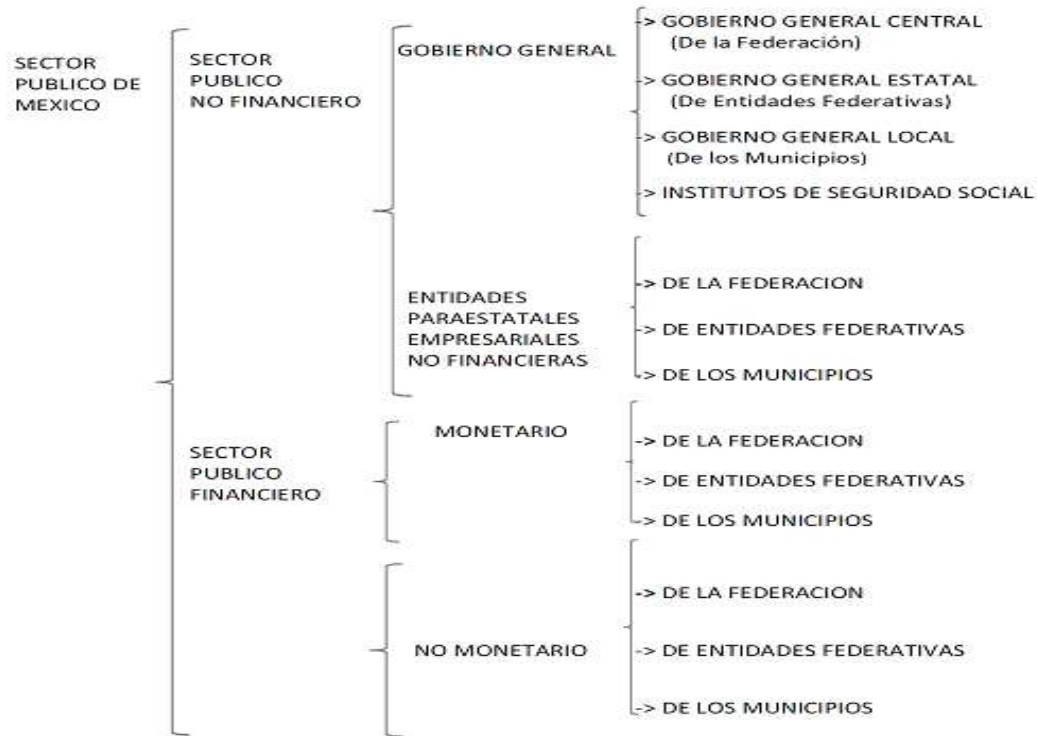 SECTOR
PUBLICO DE
MEXICO
SECTOR
PUBLICO
NO FINANCIERO
GOBIERNO GENERAL
-> GOBIERNO GENERAL CENTRAL
(De la Federación)
-> GOBIERNO GENERAL ESTATAL
(De Entidades Federativas)
-> GOBIERNO GENERAL LOCAL
(De los Municipios)
-> INSTITUTOS DE SEGURIDAD SOCIAL
ENTIDADES
PARAESTATALES
EMPRESARIALES
NO FINANCIERAS
-> DE LA FEDERACION
-> DE ENTIDADES FEDERATIVAS
-> DE LOS MUNICIPIOS
SECTOR
PUBLICO
FINANCIERO
MONETARIO
-> DE LA FEDERACION
-> DE ENTIDADES FEDERATIVAS
-> DE LOS MUNICIPIOS
NO MONETARIO
-> DE LA FEDERACION
-> DE ENTIDADES FEDERATIVAS
-> DE LOS MUNICIPIOS